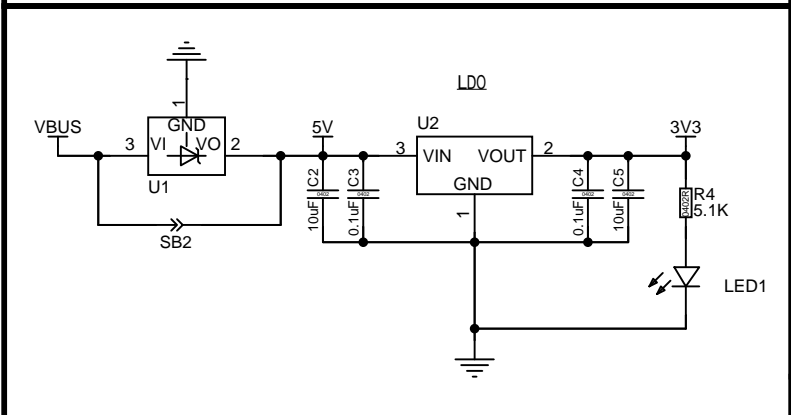 LDO
VBUS
1
GND
3
VI
VO
2
U1
SB2
5V
C2
0402
10uF
C3
0402
0.1uF
U2
3
VIN
VOUT
2
GND
1
C4
0402
0.1uF
C5
0402
10uF
3V3
0402R
R4
5.1K
LED1